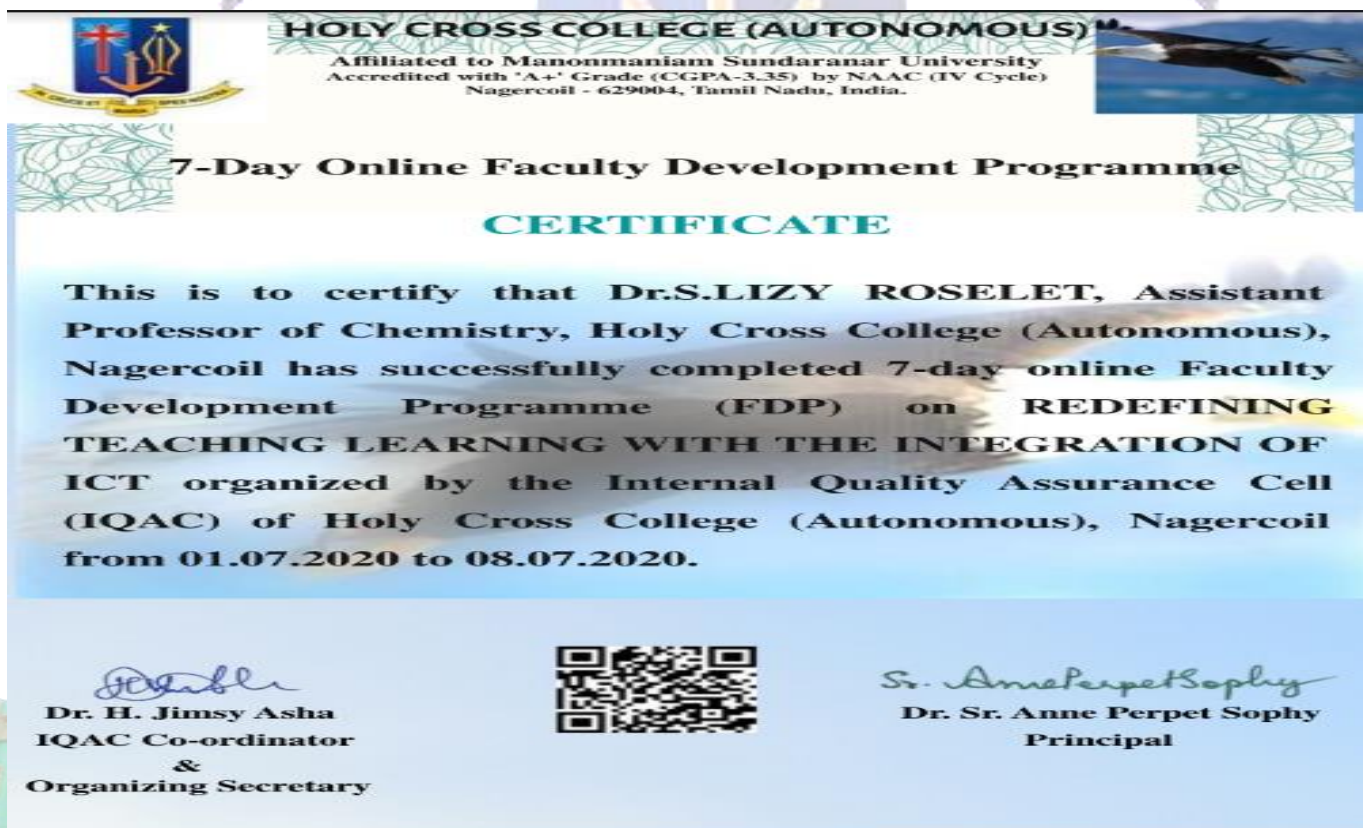 HOLY CROSS COLLEGE (AUTONOMOUS)
Affiliated to Manonmaniam Sundaranar University
Accredited with 'A+' Grade (CGPA-3.35) by NAAC (IV Cycle)
Nagercoil - 629004, Tamil Nadu, India.
7-Day Online Faculty Development Programme
CERTIFICATE
This is to certify that Dr.S.LIZY ROSELET, Assistant
Professor of Chemistry, Holy Cross College (Autonomous),
Nagercoil has successfully completed 7-day online Faculty
Development Programme (FDP) on REDEFINING
TEACHING LEARNING WITH THE INTEGRATION OF
ICT organized by the Internal Quality Assurance Cell
(IQAC) of Holy Cross College (Autonomous), Nagercoil
from 01.07.2020 to 08.07.2020.
Sr. AnnePerpetSophy
Dr. H. Jimsy Asha
IQAC Co-ordinator
&
Organizing Secretary
Dr. Sr. Anne Perpet Sophy
Principal